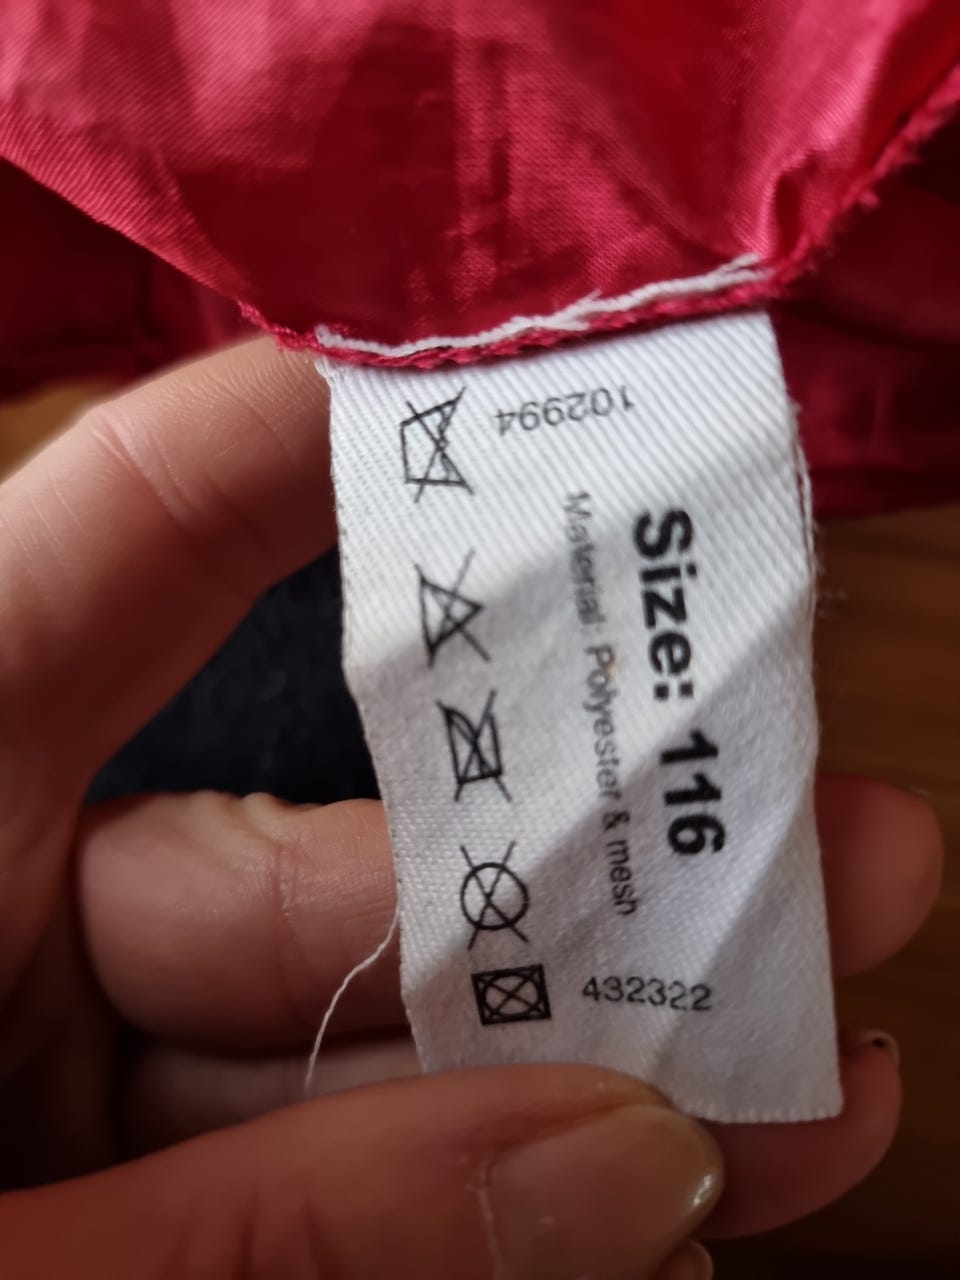 102994
Size: 116
Material: Polyester & mesh
432322